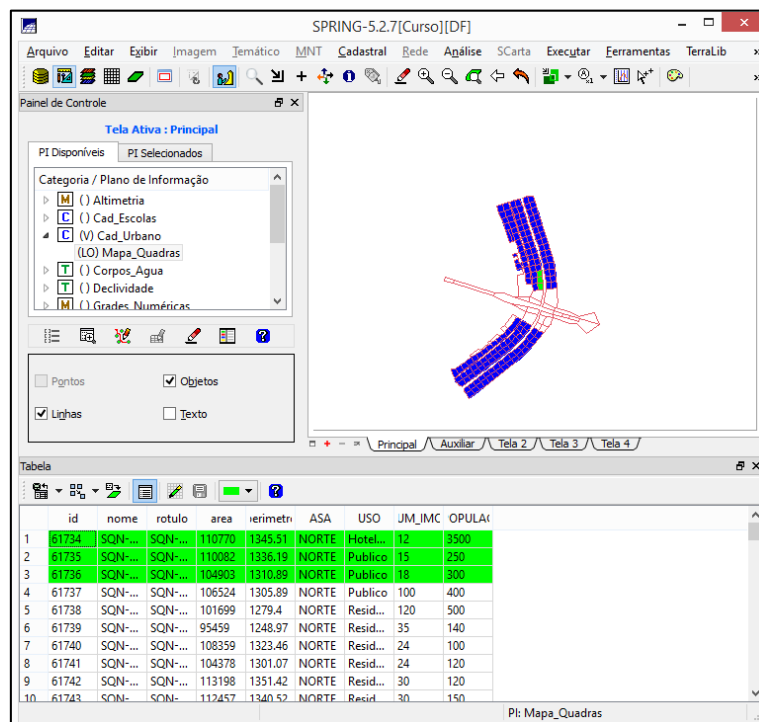 SPRING-5.2.7[Curso][DF]
Arquivo Editar Exibir Imagem Temático MNT Cadastral Rede Análise SCarta Executar Ferramentas TerraLib »
Painel de Controle
Tela Ativa : Principal
PI Disponíveis PI Selecionados
Categoria / Plano de Informação
M () Altimetria
C () Cad_Escolas
C (V) Cad_Urbano
(LO) Mapa_Quadras
T () Corpos_Agua
T () Declividade
M () Grades_Numéricas
Pontos Objetos
Linhas Texto
Principal Auxiliar Tela 2 Tela 3 Tela 4
Tabela
id nome rotulo area erimetro ASA USO UM_IMO OPULAÇ
1 61734 SQN-... SQN-... 110770 1345.51 NORTE Hotel... 12 3500
2 61735 SQN-... SQN-... 110082 1336.19 NORTE Publico 15 250
3 61736 SQN-... SQN-... 104903 1310.89 NORTE Publico 18 300
4 61737 SQN-... SQN-... 106524 1305.89 NORTE Publico 100 400
5 61738 SQN-... SQN-... 101699 1279.4 NORTE Resid... 120 500
6 61739 SQN-... SQN-... 95459 1248.97 NORTE Resid... 35 140
7 61740 SQN-... SQN-... 108359 1323.46 NORTE Resid... 24 100
8 61741 SQN-... SQN-... 104378 1301.07 NORTE Resid... 24 120
9 61742 SQN-... SQN-... 113198 1351.42 NORTE Resid... 30 120
10 61743 SQN- SQN- 112457 1340.52 NORTE Resid 30 150
PI: Mapa_Quadras